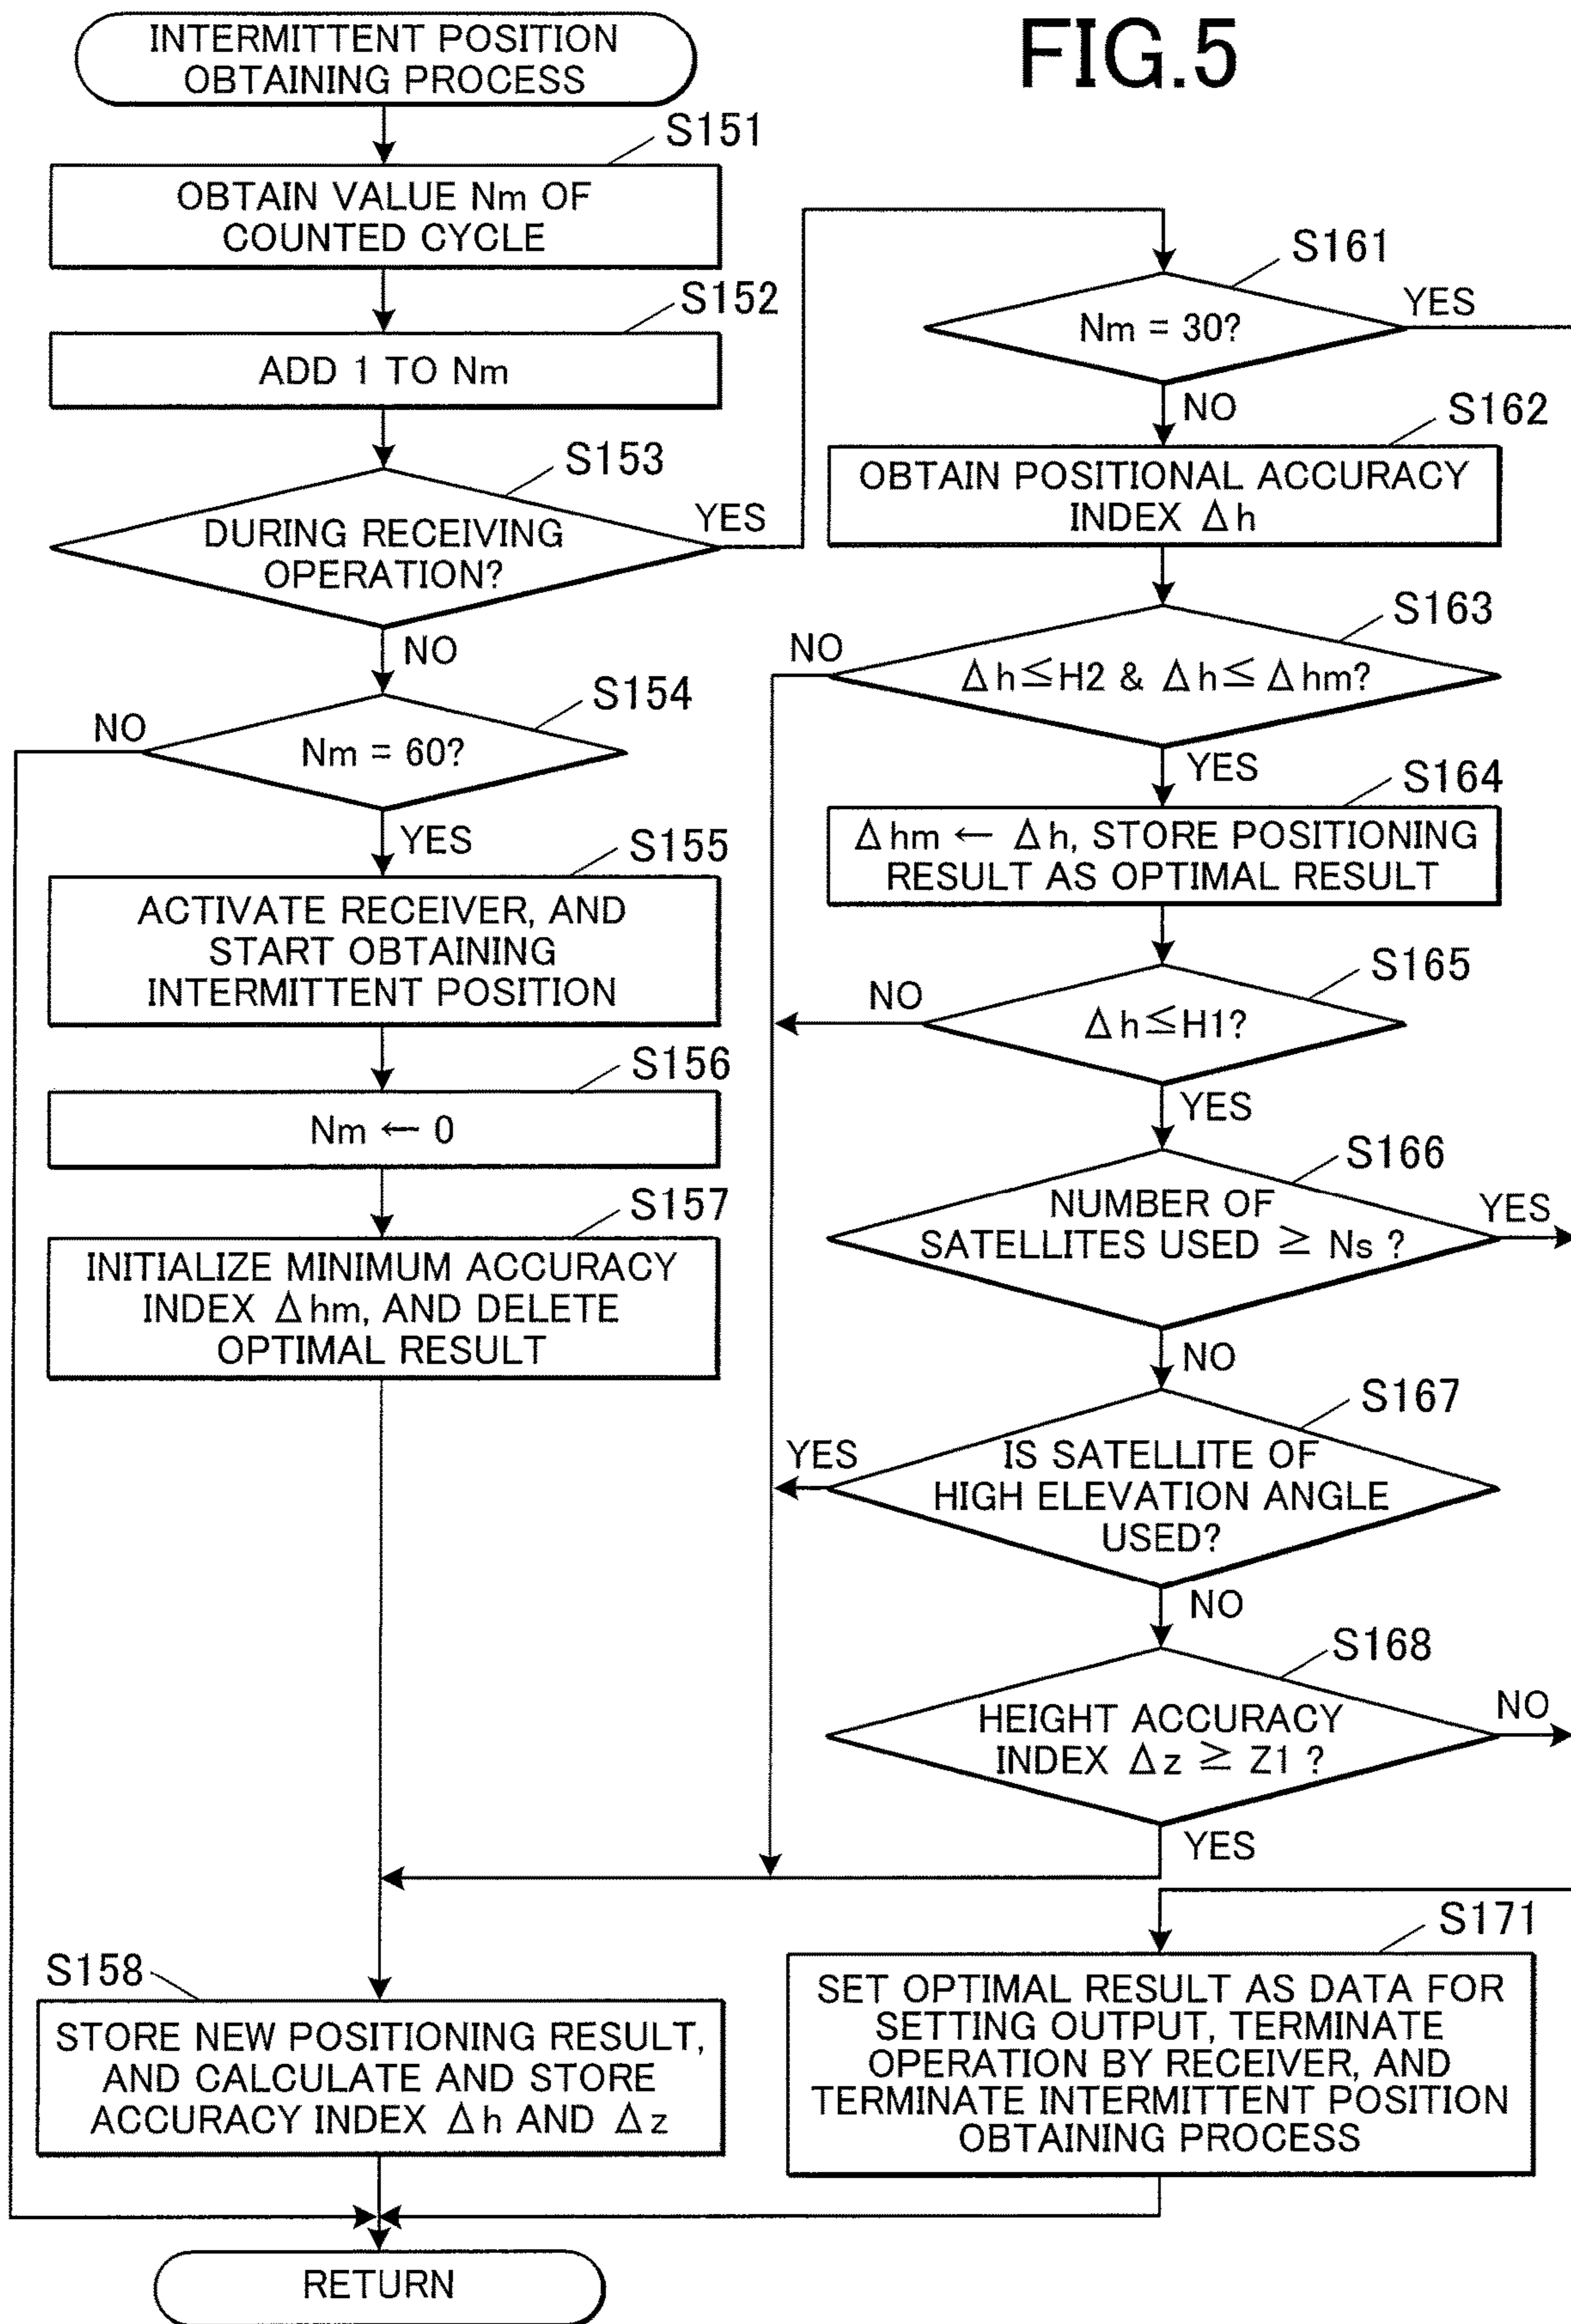 FIG.5
INTERMITTENT POSITION
OBTAINING PROCESS
S151
OBTAIN VALUE Nm OF
COUNTED CYCLE
S152
ADD 1 TO Nm
S153
DURING RECEIVING
OPERATION?
YES
NO
S154
Nm = 60?
NO
YES
S155
ACTIVATE RECEIVER, AND
START OBTAINING
INTERMITTENT POSITION
S156
Nm ← 0
S157
INITIALIZE MINIMUM ACCURACY
INDEX Δhm, AND DELETE
OPTIMAL RESULT
S158
STORE NEW POSITIONING RESULT,
AND CALCULATE AND STORE
ACCURACY INDEX Δh AND Δz
RETURN
S161
Nm = 30?
YES
NO
S162
OBTAIN POSITIONAL ACCURACY
INDEX Δh
S163
Δh≦H2 & Δh≦Δhm?
NO
YES
S164
Δhm ← Δh, STORE POSITIONING
RESULT AS OPTIMAL RESULT
S165
Δh≦H1?
NO
YES
S166
NUMBER OF
SATELLITES USED ≧ Ns ?
YES
NO
S167
IS SATELLITE OF
HIGH ELEVATION ANGLE
USED?
YES
NO
S168
HEIGHT ACCURACY
INDEX Δz ≧ Z1 ?
NO
YES
S171
SET OPTIMAL RESULT AS DATA FOR
SETTING OUTPUT, TERMINATE
OPERATION BY RECEIVER, AND
TERMINATE INTERMITTENT POSITION
OBTAINING PROCESS